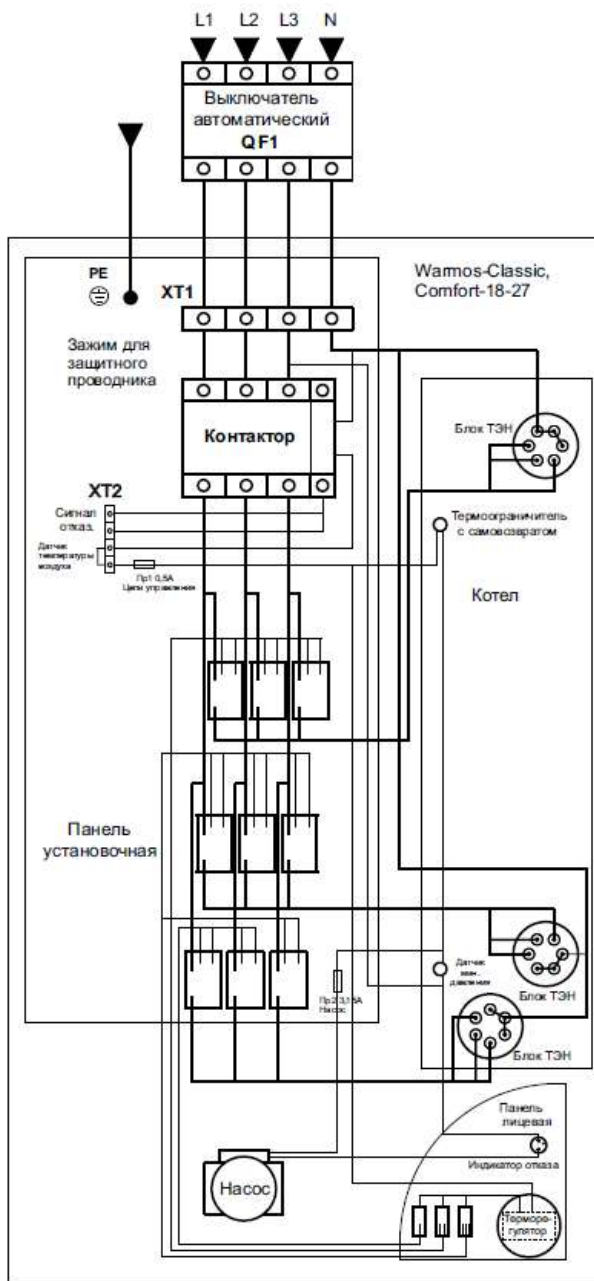 L1 L2 L3 N
Выключатель
автоматический
QF1
Warmos-Classic,
Comfort-18-27
PE
XT1
Зажим для
защитного
проводника
Контактор
Блок ТЭН
XT2
Сигнал
отказ.
Датчик
температуры
воздуха
Термоограничитель
с самовозвратом
Пр1 0,5А
Цепи управления
Котел
Панель
установочная
Датчик
мин.
давления
Пр2 3,15А
Насос
Блок ТЭН
Блок ТЭН
Панель
лицевая
Индикатор отказа
Насос
Терморе-
гулятор